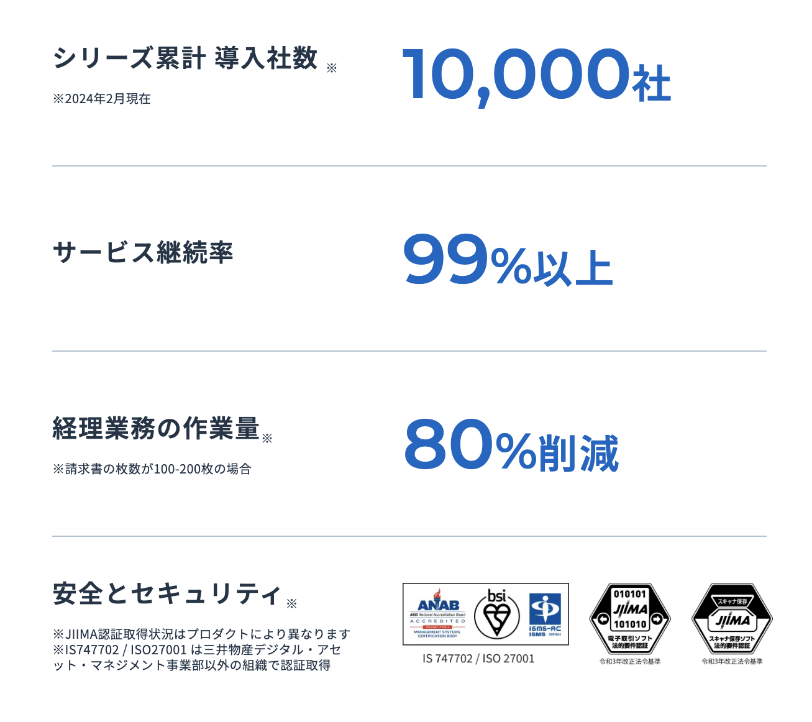 シリーズ累計 導入社数 ※
10,000社
※2024年2月現在
サービス継続率
99%以上
経理業務の作業量※
80%削減
※請求書の枚数が100-200枚の場合
安全とセキュリティ※
※JIIMA認証取得状況はプロダクトにより異なります
※IS747702 / ISO27001 は三井物産デジタル・アセ
ット・マネジメント事業部以外の組織で認証取得
ANAB
ANSI National Accreditation Board
ACCREDITED
MANAGEMENT SYSTEMS
CERTIFICATION BODY
bsi
ISMS-AC
ISMS
IS 747702 / ISO 27001
010101
JIIMA
101010
電子取引ソフト
法的要件認証
令和3年改正法令基準
スキャナ保存
JIIMA
スキャナ保存ソフト
法的要件認証
令和3年改正法令基準